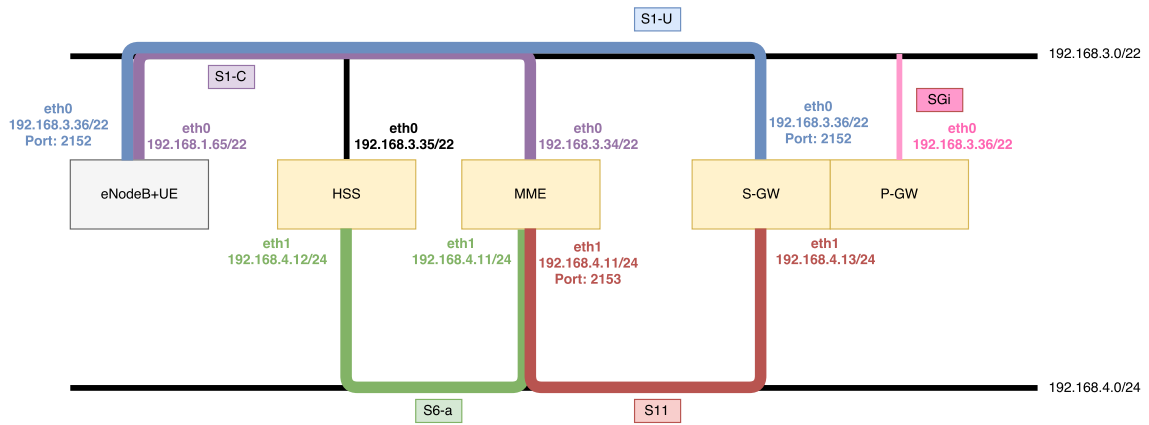 S1-U
192.168.3.0/22
S1-C
SGi
eth0
192.168.3.36/22
Port: 2152
eth0
192.168.1.65/22
eth0
192.168.3.35/22
eth0
192.168.3.34/22
eth0
192.168.3.36/22
Port: 2152
eth0
192.168.3.36/22
eNodeB+UE
HSS
MME
S-GW
P-GW
eth1
192.168.4.12/24
eth1
192.168.4.11/24
eth1
192.168.4.11/24
Port: 2153
eth1
192.168.4.13/24
192.168.4.0/24
S6-a
S11